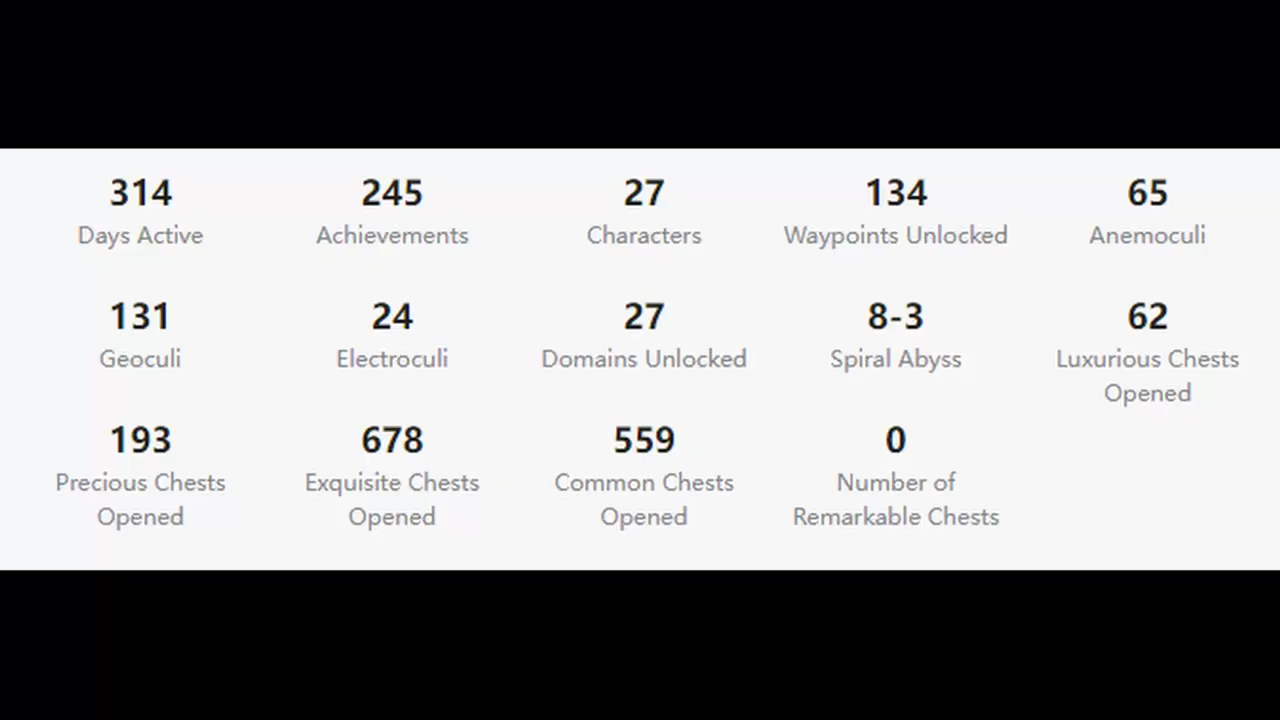 314 245 27 134 65
Days Active Achievements Characters Waypoints Unlocked Anemoculi
131 24 27 8-3 62
Geoculi Electroculi Domains Unlocked Spiral Abyss Luxurious Chests
Opened
193 678 559 0
Precious Chests Exquisite Chests Common Chests Number of
Opened Opened Opened Remarkable Chests